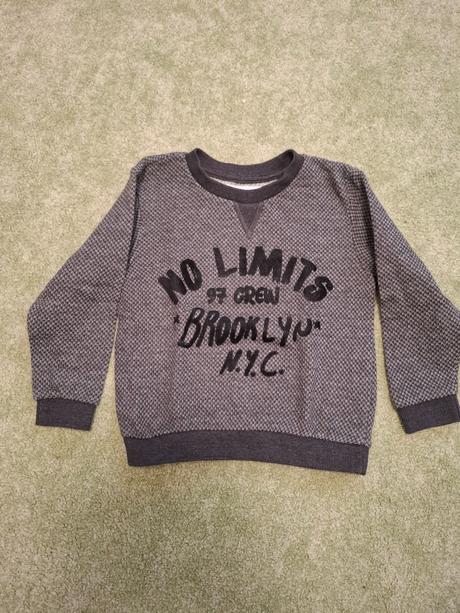 NO LIMITS
97 CREW
*BROOKLYN*
N.Y.C.